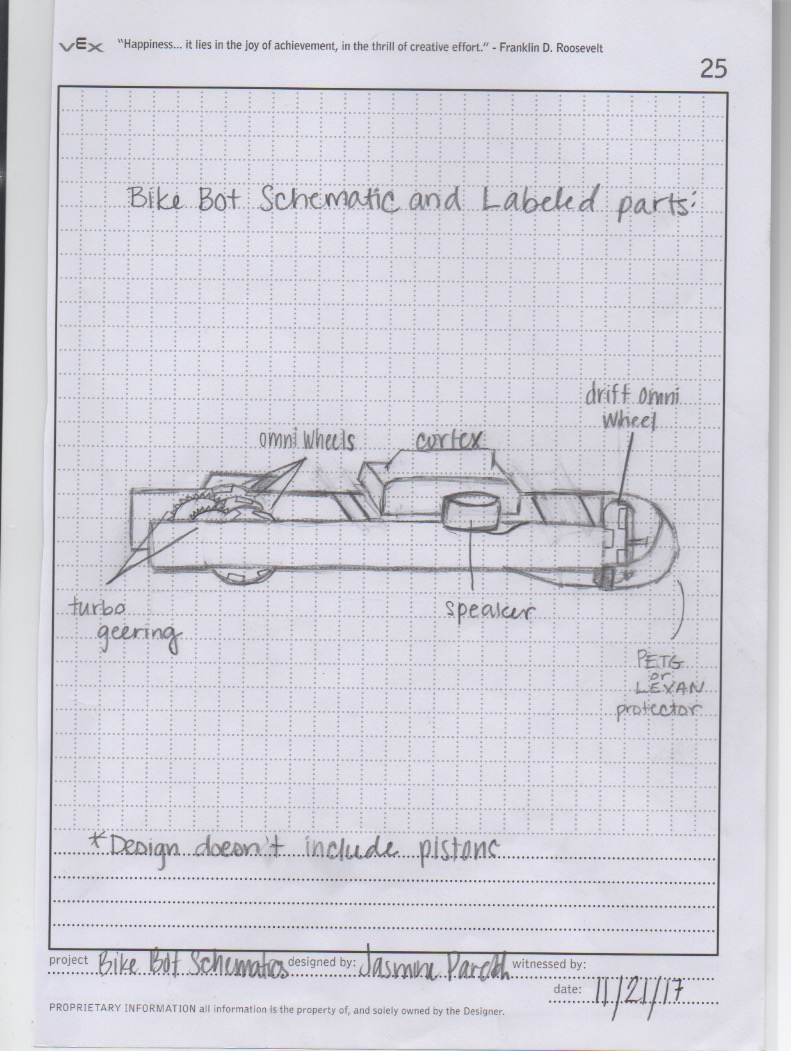 VEX "Happiness... it lies in the joy of achievement, in the thrill of creative effort." - Franklin D. Roosevelt
25
Bike Bot Schematic and Labeled parts:
drift omni
Wheel
omni Wheels
cortex
turbo
geering
speaker
PETG
or
LEXAN
protector
*Design doesn't include pistons
project Bike Bot Schematics designed by: Jasmine witnessed by:
date: 11/21/17
PROPRIETARY INFORMATION all information is the property of, and solely owned by the Designer.